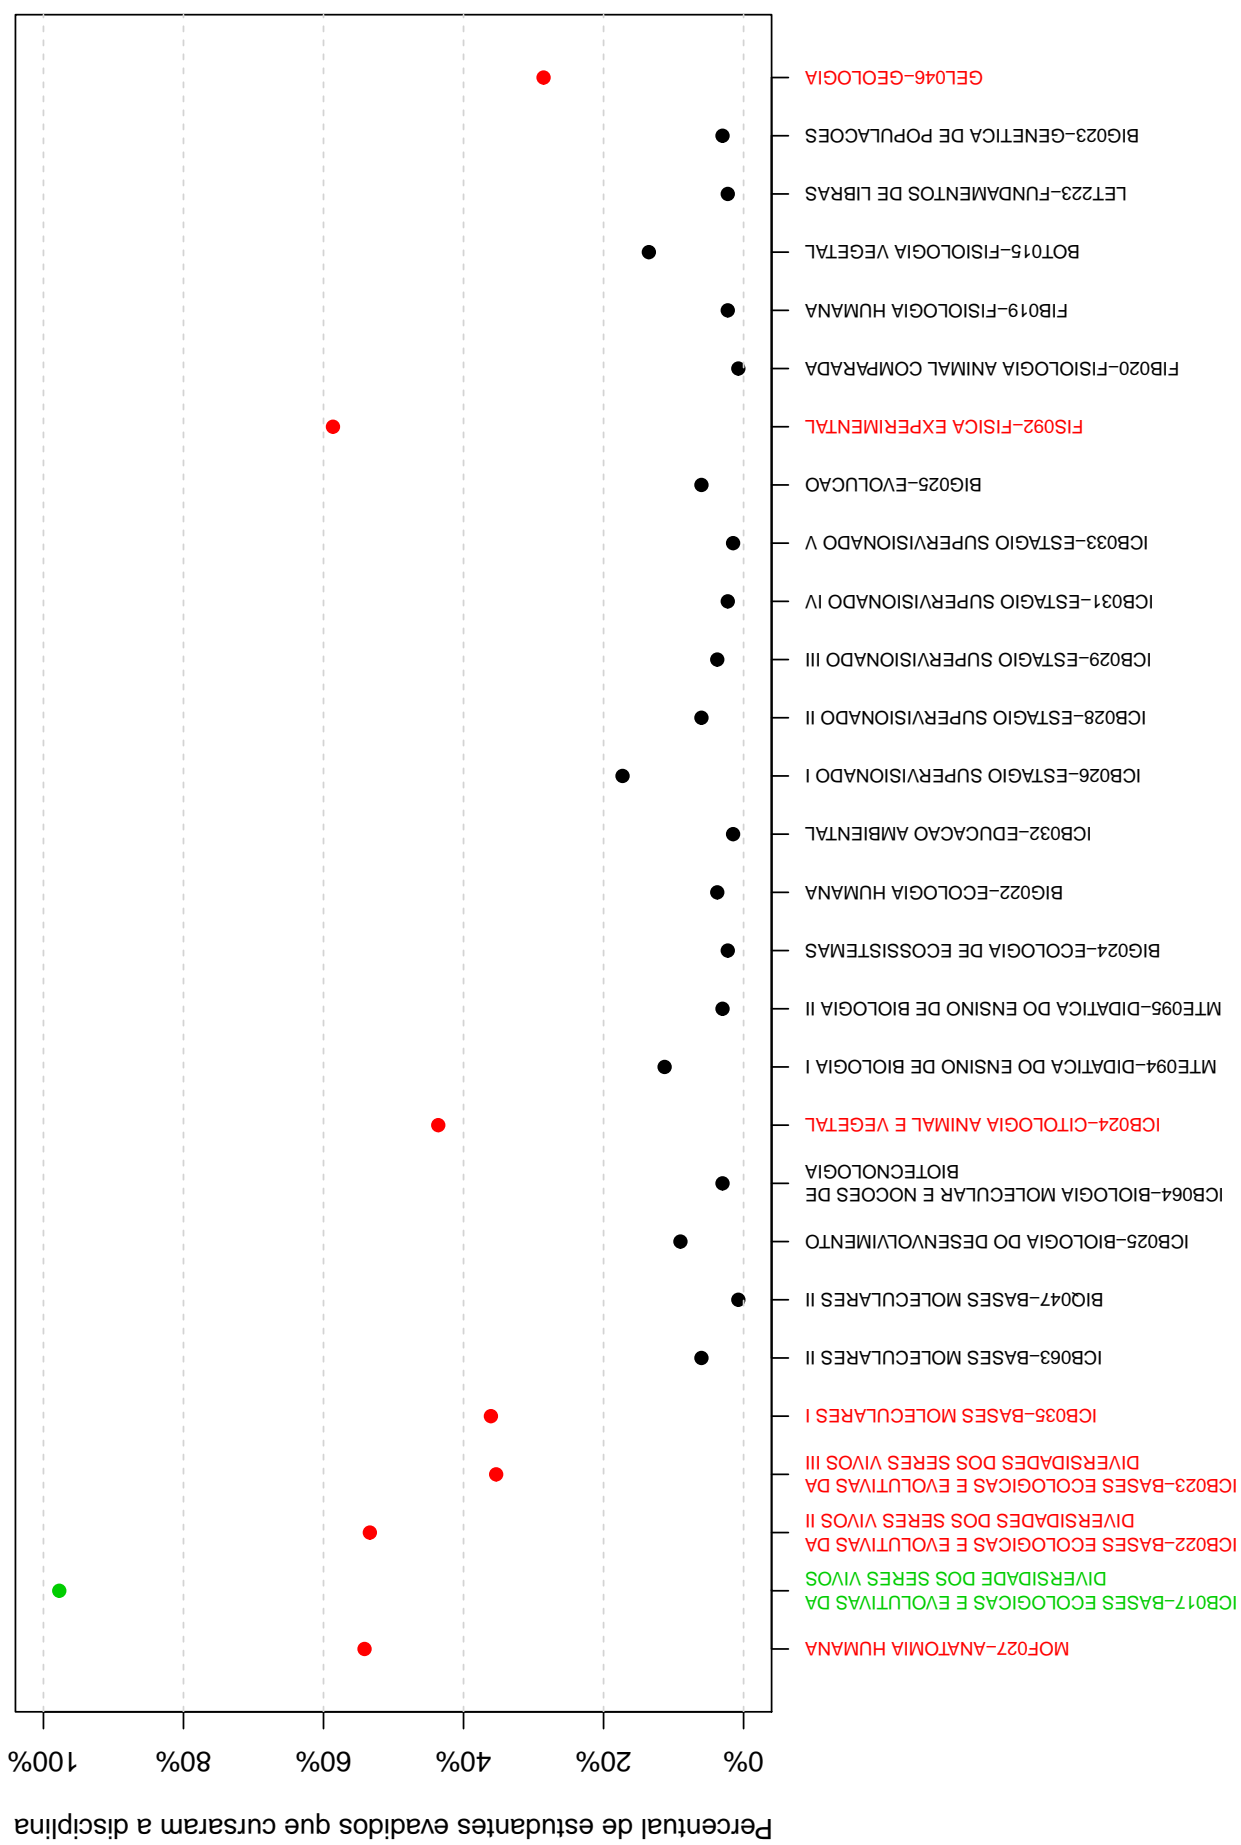 Percentual de estudantes evadidos que cursaram a disciplina
0% 20% 40% 60% 80% 100%
MOF027−ANATOMIA HUMANA
ICB017−BASES ECOLOGICAS E EVOLUTIVAS DA
DIVERSIDADE DOS SERES VIVOS
ICB022−BASES ECOLOGICAS E EVOLUTIVAS DA
DIVERSIDADES DOS SERES VIVOS II
ICB023−BASES ECOLOGICAS E EVOLUTIVAS DA
DIVERSIDADES DOS SERES VIVOS III
ICB035−BASES MOLECULARES I
ICB063−BASES MOLECULARES II
BIQ047−BASES MOLECULARES II
ICB025−BIOLOGIA DO DESENVOLVIMENTO
ICB064−BIOLOGIA MOLECULAR E NOCOES DE
BIOTECNOLOGIA
ICB024−CITOLOGIA ANIMAL E VEGETAL
MTE094−DIDATICA DO ENSINO DE BIOLOGIA I
MTE095−DIDATICA DO ENSINO DE BIOLOGIA II
BIG024−ECOLOGIA DE ECOSSISTEMAS
BIG022−ECOLOGIA HUMANA
ICB032−EDUCACAO AMBIENTAL
ICB026−ESTAGIO SUPERVISIONADO I
ICB028−ESTAGIO SUPERVISIONADO II
ICB029−ESTAGIO SUPERVISIONADO III
ICB031−ESTAGIO SUPERVISIONADO IV
ICB033−ESTAGIO SUPERVISIONADO V
BIG025−EVOLUCAO
FIS092−FISICA EXPERIMENTAL
FIB020−FISIOLOGIA ANIMAL COMPARADA
FIB019−FISIOLOGIA HUMANA
BOT015−FISIOLOGIA VEGETAL
LET223−FUNDAMENTOS DE LIBRAS
BIG023−GENETICA DE POPULACOES
GEL046−GEOLOGIA